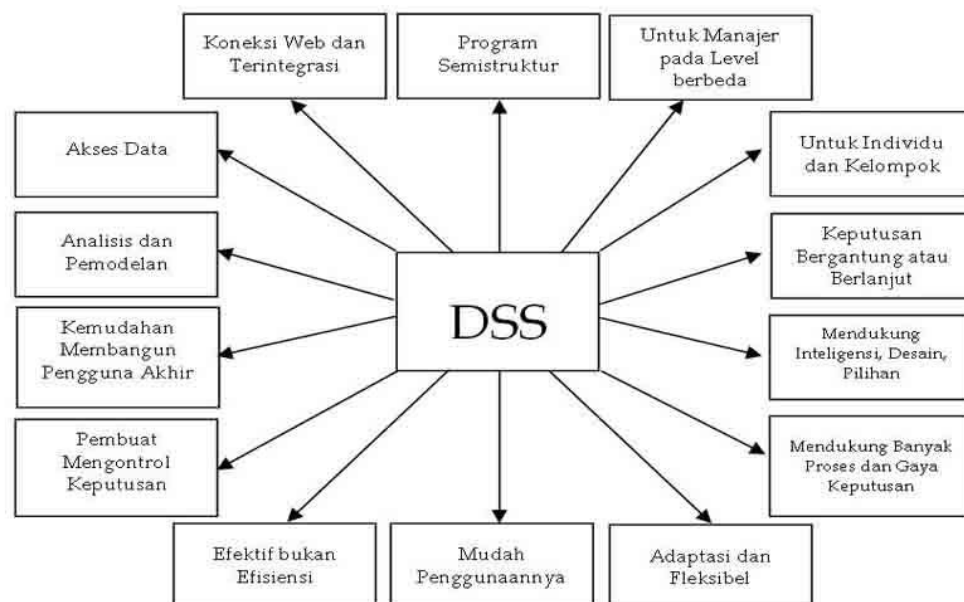 Koneksi Web dan
Terintegrasi
Program
Semistruktur
Untuk Manajer
pada Level
berbeda
Akses Data
Untuk Individu
dan Kelompok
Analisis dan
Pemodelan
Keputusan
Bergantung atau
Berlanjut
DSS
Kemudahan
Membangun
Pengguna Akhir
Mendukung
Inteligensi, Desain,
Pilihan
Pembuat
Mengontrol
Keputusan
Mendukung Banyak
Proses dan Gaya
Keputusan
Efektif bukan
Efisiensi
Mudah
Penggunaannya
Adaptasi dan
Fleksibel